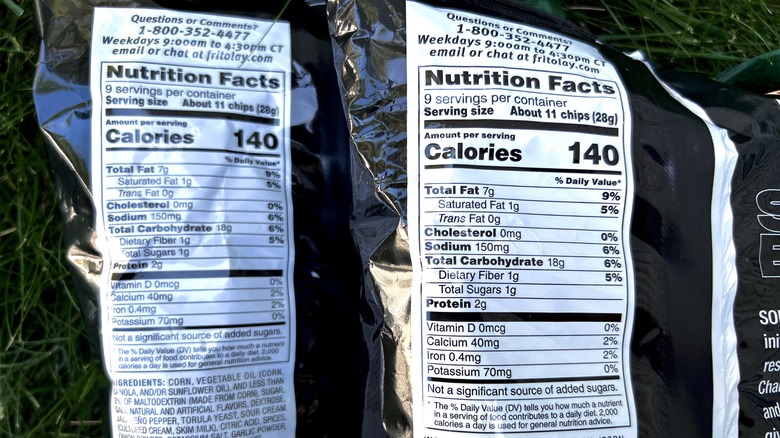 Questions or Comments?
1-800-352-4477
Weekdays 9:00am to 4:30pm CT
email or chat at fritolay.com
Nutrition Facts
9 servings per container
Serving size About 11 chips (28g)
Amount per serving
Calories 140
% Daily Value*
Total Fat 7g 9%
Saturated Fat 1g 5%
Trans Fat 0g
Cholesterol 0mg 0%
Sodium 150mg 6%
Total Carbohydrate 18g 6%
Dietary Fiber 1g 5%
Total Sugars 1g
Protein 2g
Vitamin D 0mcg 0%
Calcium 40mg 2%
Iron 0.4mg 2%
Potassium 70mg 0%
Not a significant source of added sugars.
* The % Daily Value (DV) tells you how much a nutrient
in a serving of food contributes to a daily diet. 2,000
calories a day is used for general nutrition advice.
INGREDIENTS: CORN, VEGETABLE OIL (CORN,
AND/OR SUNFLOWER OIL), AND LESS THAN
2% OF MALTODEXTRIN (MADE FROM CORN), SUGAR,
NATURAL AND ARTIFICIAL FLAVORS, DEXTROSE,
PEPPER, TORULA YEAST, SOUR CREAM
CREAM, SKIM MILK), CITRIC ACID, SPICES,
POWDER, POTASSIUM SALT, GARLIC POWDER,
Questions or Comments?
1-800-352-4477
Weekdays 9:00am to 4:30pm CT
email or chat at fritolay.com
Nutrition Facts
9 servings per container
Serving size About 11 chips (28g)
Amount per serving
Calories 140
% Daily Value*
Total Fat 7g 9%
Saturated Fat 1g 5%
Trans Fat 0g
Cholesterol 0mg 0%
Sodium 150mg 6%
Total Carbohydrate 18g 6%
Dietary Fiber 1g 5%
Total Sugars 1g
Protein 2g
Vitamin D 0mcg 0%
Calcium 40mg 2%
Iron 0.4mg 2%
Potassium 70mg 0%
Not a significant source of added sugars.
* The % Daily Value (DV) tells you how much a nutrient
in a serving of food contributes to a daily diet. 2,000
calories a day is used for general nutrition advice.
and